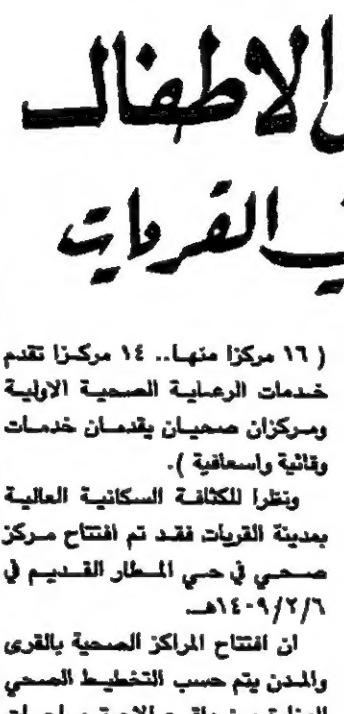 الاطفال
القريات
( ١٦ مركزا منها.. ١٤ مركزا تقدم
خدمات الرعاية الصحية الاولية
ومركزان صحيان يقدمان خدمات
وقائية واسعافية ).
ونظرا للكثافة السكانية العالية
بمدينة القريات فقد تم افتتاح مركز
صحي في حي المطار القديم في
١٤٠٩/٢/٦هـ.
ان افتتاح المراكز الصحية بالقرى
والمدن يتم حسب التخطيط الصحي